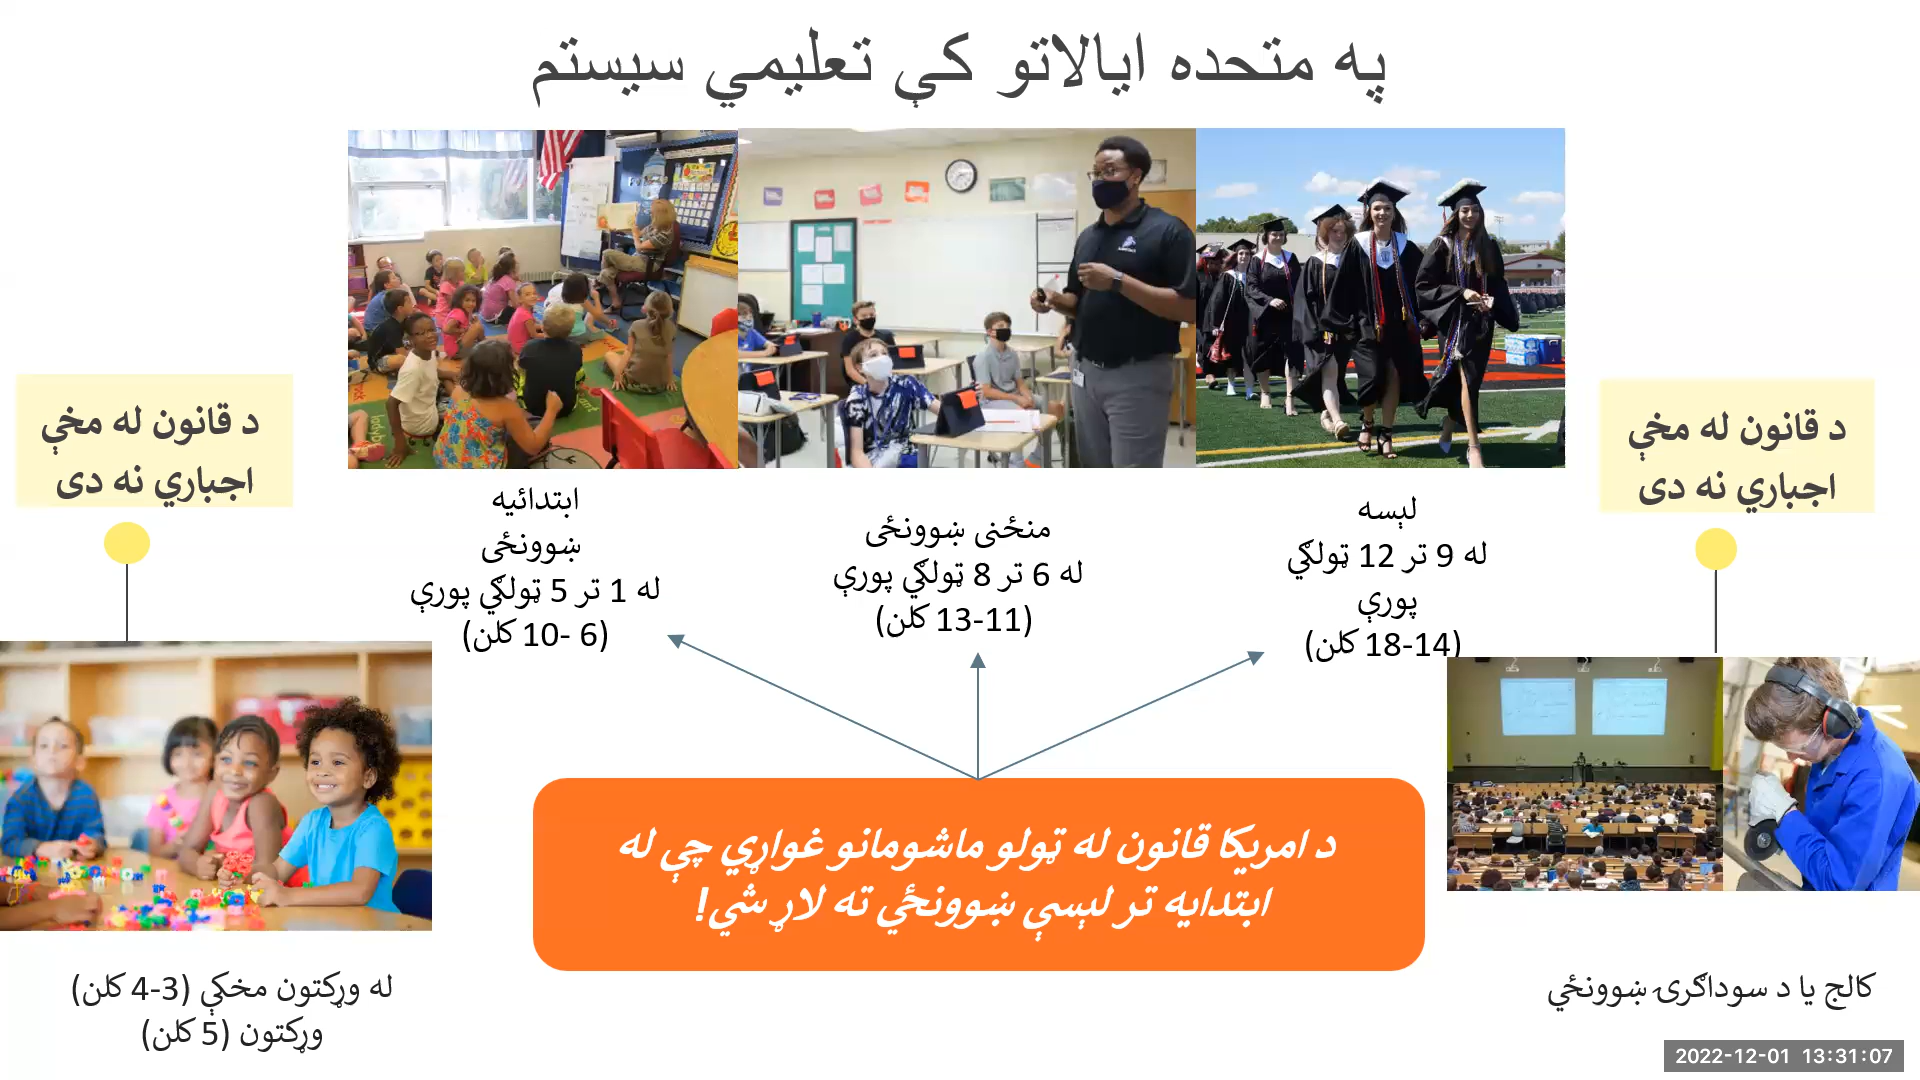 په متحده ایالاتو کې تعلیمي سیستم
د قانون له مخې
اجباري نه دی
د قانون له مخې
اجباري نه دی
ابتدائیه
ښوونځی
له 1 تر 5 ټولګي پورې
(6 -10 کلن)
منځنی ښوونځی
له 6 تر 8 ټولګي پورې
(11-13 کلن)
لېسه
له 9 تر 12 ټولګي
پورې
(14-18 کلن)
د امریکا قانون له ټولو ماشومانو غواړي چې له
ابتدایه تر لېسې ښوونځي ته لاړ شي!
له وړکتون مخکې (3-4 کلن)
وړکتون (5 کلن)
کالج یا د سوداګرۍ ښوونځي
2022-12-01 13:31:07